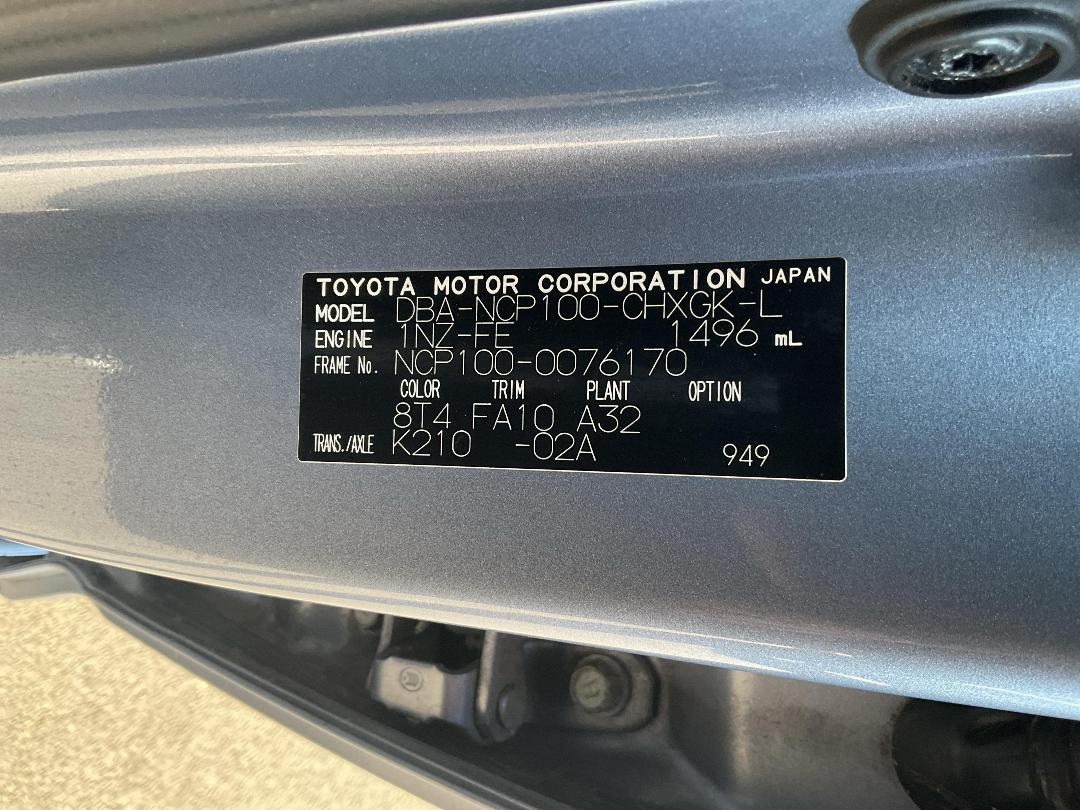 TOYOTA MOTOR CORPORATION JAPAN
MODEL DBA-NCP100-CHXGK-L
ENGINE 1NZ-FE 1496 mL
FRAME No. NCP100-0076170
COLOR TRIM PLANT OPTION
8T4 FA10 A32
TRANS./AXLE K210 -02A 949